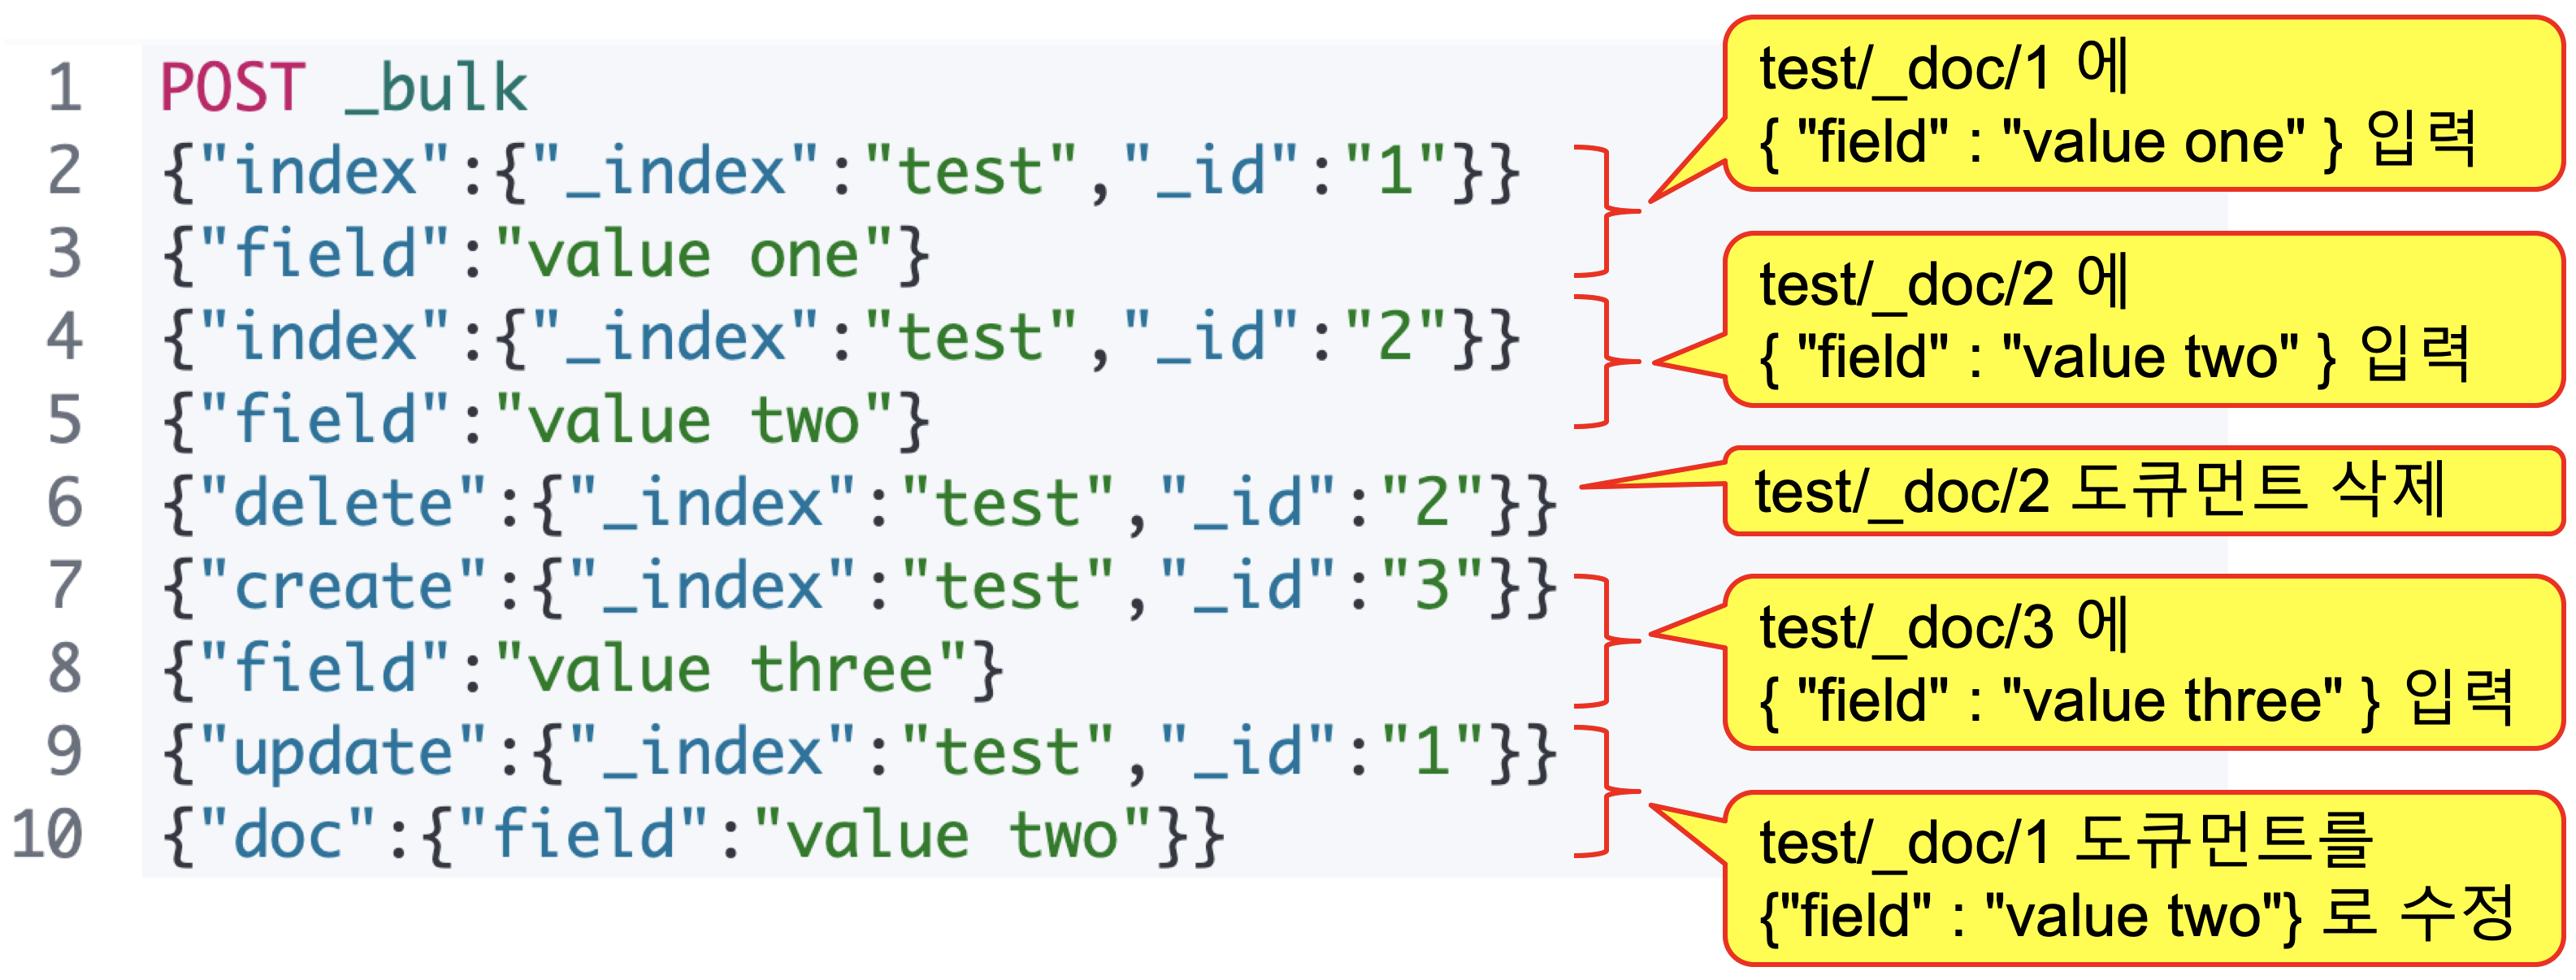 1 POST _bulk
2 {"index":{"_index":"test","_id":"1"}}
3 {"field":"value one"}
4 {"index":{"_index":"test","_id":"2"}}
5 {"field":"value two"}
6 {"delete":{"_index":"test","_id":"2"}}
7 {"create":{"_index":"test","_id":"3"}}
8 {"field":"value three"}
9 {"update":{"_index":"test","_id":"1"}}
10 {"doc":{"field":"value two"}}
test/_doc/1 에
{ "field" : "value one" } 입력
test/_doc/2 에
{ "field" : "value two" } 입력
test/_doc/2 도큐먼트 삭제
test/_doc/3 에
{ "field" : "value three" } 입력
test/_doc/1 도큐먼트를
{"field" : "value two"} 로 수정